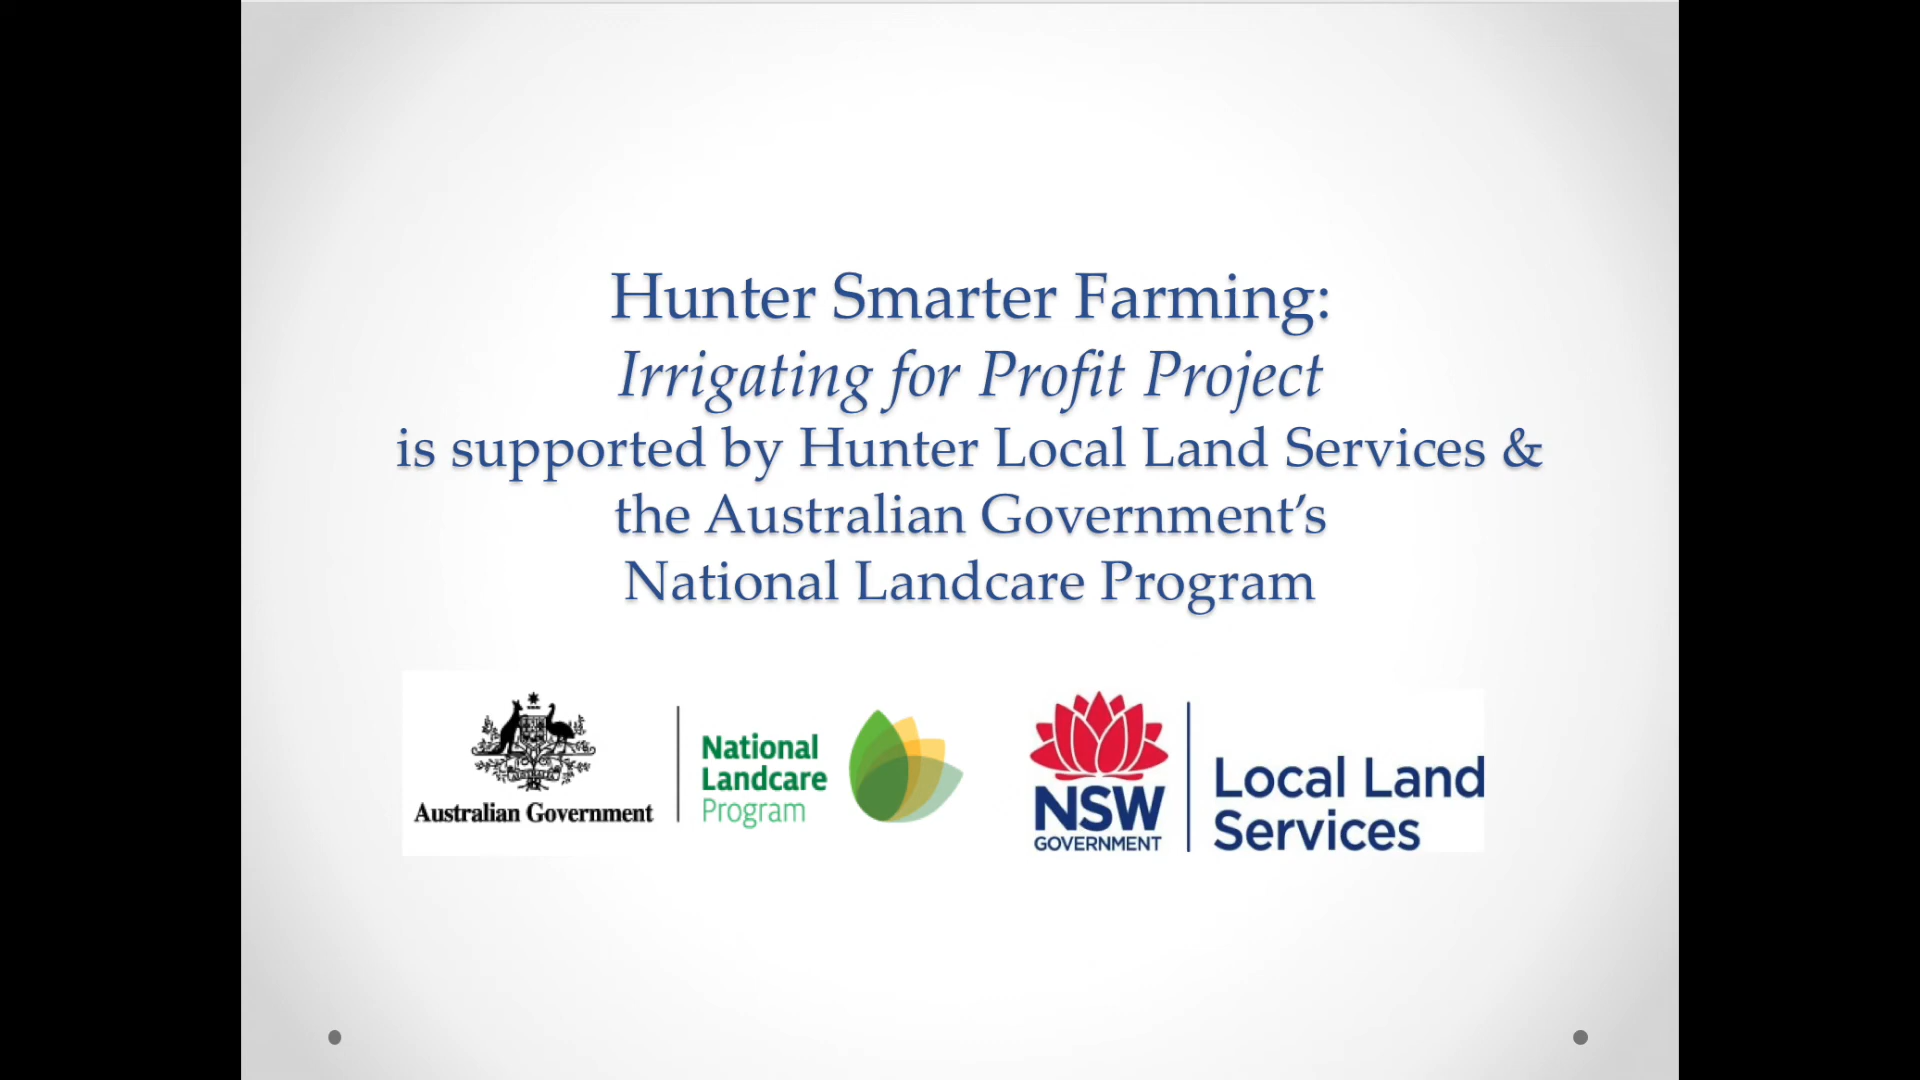 Hunter Smarter Farming:
Irrigating for Profit Project
is supported by Hunter Local Land Services &
the Australian Government’s
National Landcare Program
Australian Government
National
Landcare
Program
NSW
GOVERNMENT
Local Land
Services